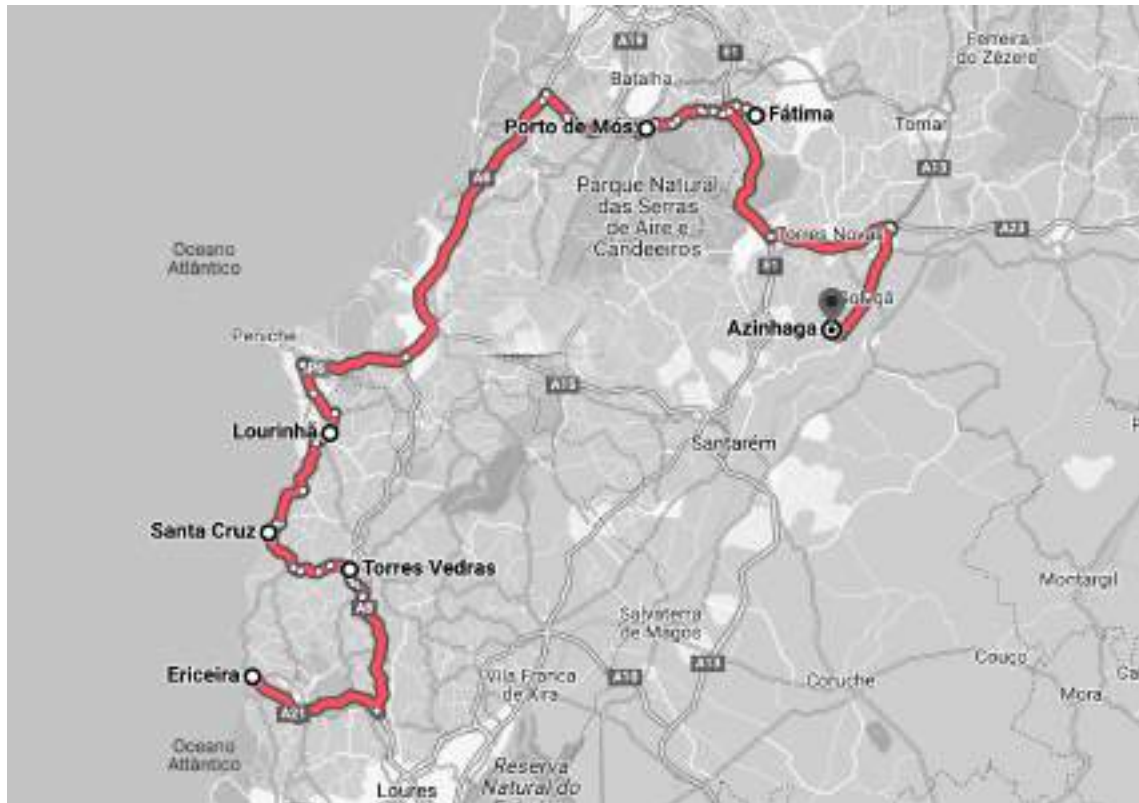 A19
IC1
Ferreira
do Zêzere
Batalha
Fátima
Porto de Mós
Tomar
A13
A8
Parque Natural
das Serras
de Aire e
Candeeiros
Torres Novas
A23
Oceano
Atlântico
Golegã
Azinhaga
Peniche
A15
Lourinhã
Santarém
Santa Cruz
Torres Vedras
Montargil
A8
Salvaterra
de Magos
Couço
Ericeira
A13
Vila Franca
de Xira
A10
Coruche
Mora
A21
Oceano
Atlântico
Reserva
Natural do
Loures